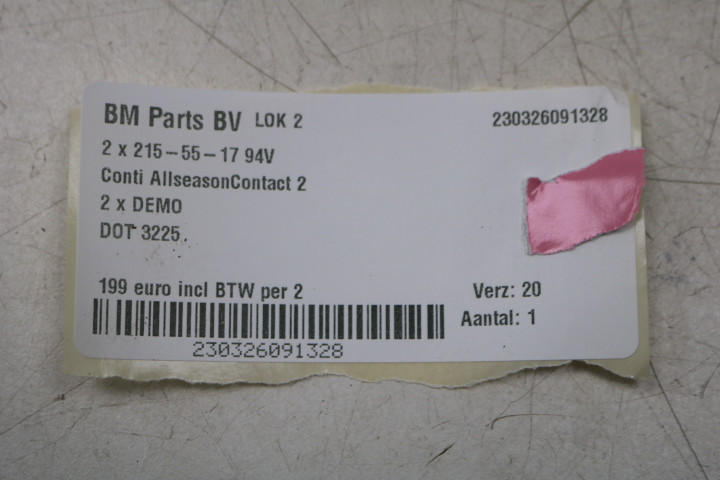 BM Parts BV LOK 2 230326091328
2 x 215-55-17 94V
Conti AllseasonContact 2
2 x DEMO
DOT 3225
199 euro incl BTW per 2 Verz: 20
Aantal: 1
230326091328